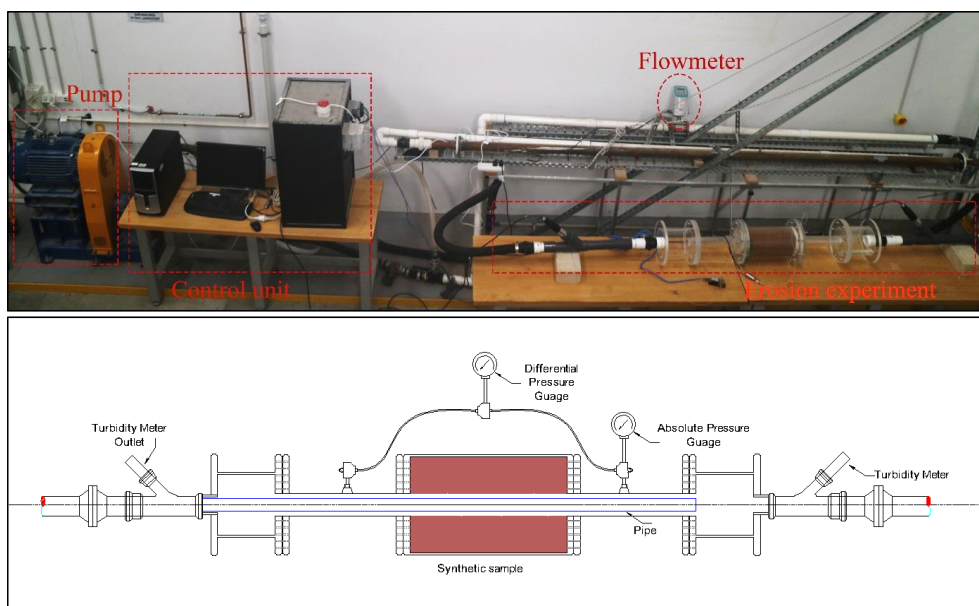 Pump
Flowmeter
Control unit
Erosion experiment
Differential
Pressure
Guage
Turbidity Meter
Outlet
Absolute Pressure
Guage
Turbidity Meter
Pipe
Synthetic sample